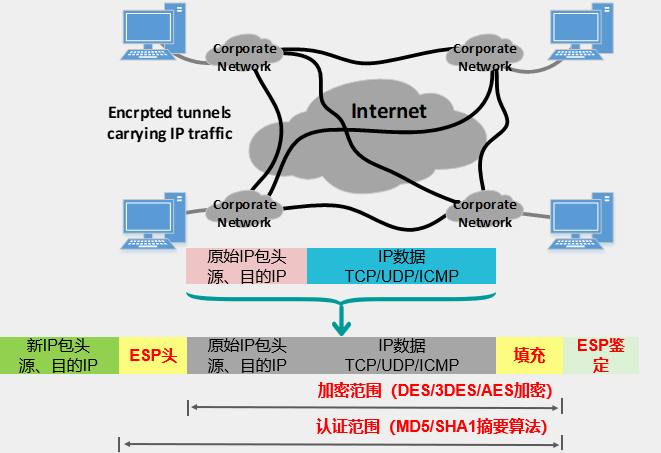 Corporate
Network
Corporate
Network
Encrpted tunnels
carrying IP traffic
Internet
Corporate
Network
Corporate
Network
原始IP包头
源、目的IP
IP数据
TCP/UDP/ICMP
新IP包头
源、目的IP
ESP头
原始IP包头
源、目的IP
IP数据
TCP/UDP/ICMP
填充
ESP鉴
定
加密范围（DES/3DES/AES加密）
认证范围（MD5/SHA1摘要算法）